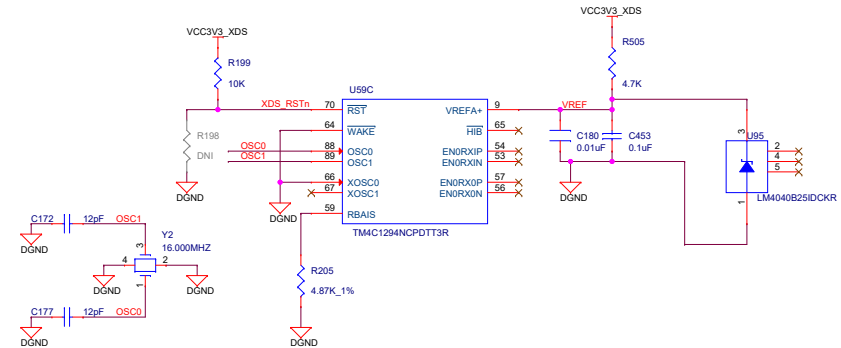 VCC3V3_XDS
VCC3V3_XDS
R199
10K
R505
4.7K
U59C
XDS_RSTn
70
RST
VREFA+
9
VREF
64
WAKE
HIB
65
R198
DNI
OSC0
88
OSC0
EN0RXIP
54
OSC1
89
OSC1
EN0RXIN
53
C180
0.01uF
C453
0.1uF
3
U95
2
4
5
1
LM4040B25IDCKR
66
XOSC0
EN0RX0P
57
67
XOSC1
EN0RX0N
56
DGND
DGND
DGND
59
RBAIS
TM4C1294NCPDTT3R
C172
12pF
OSC1
DGND
3
Y2
16.000MHZ
4
2
DGND
DGND
1
R205
4.87K_1%
C177
12pF
OSC0
DGND
DGND